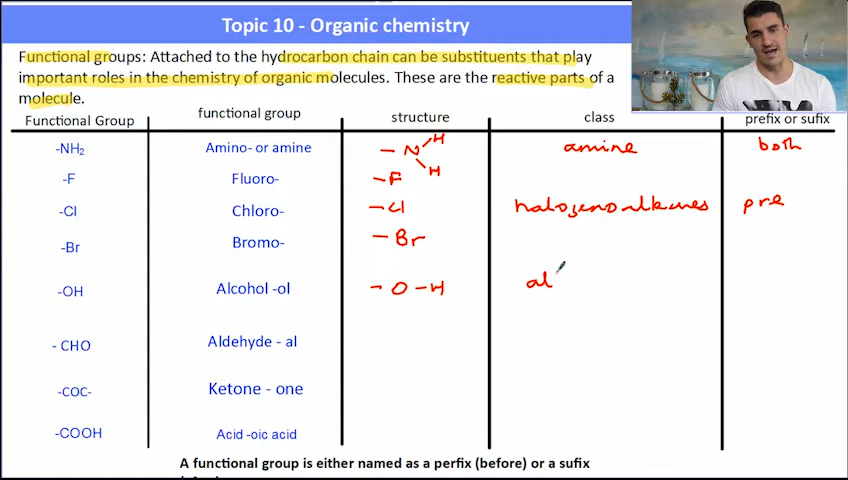 Topic 10 - Organic chemistry
Functional groups: Attached to the hydrocarbon chain can be substituents that play
important roles in the chemistry of organic molecules. These are the reactive parts of a
molecule.
Functional Group functional group structure class prefix or sufix
-NH2 Amino- or amine - N H H amine both
-F Fluoro- - F
-Cl Chloro- - Cl halogenoalkanes pre
-Br Bromo- - Br
-OH Alcohol -ol - O - H al
- CHO Aldehyde - al
-COC- Ketone - one
-COOH Acid -oic acid
A functional group is either named as a perfix (before) or a sufix